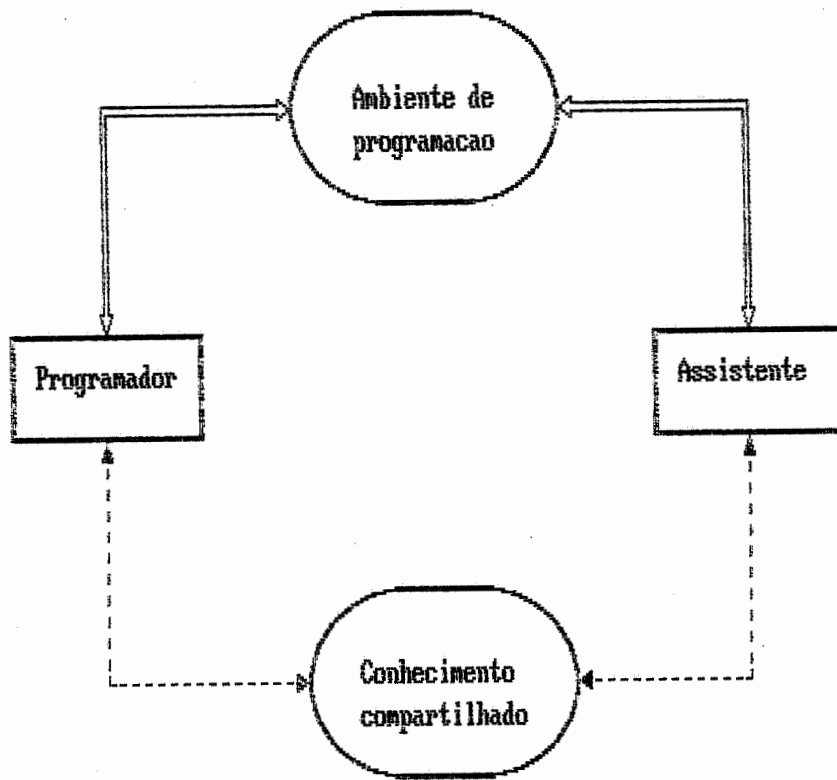 Ambiente de
programacao
Programador
Assistente
Conhecimento
compartilhado